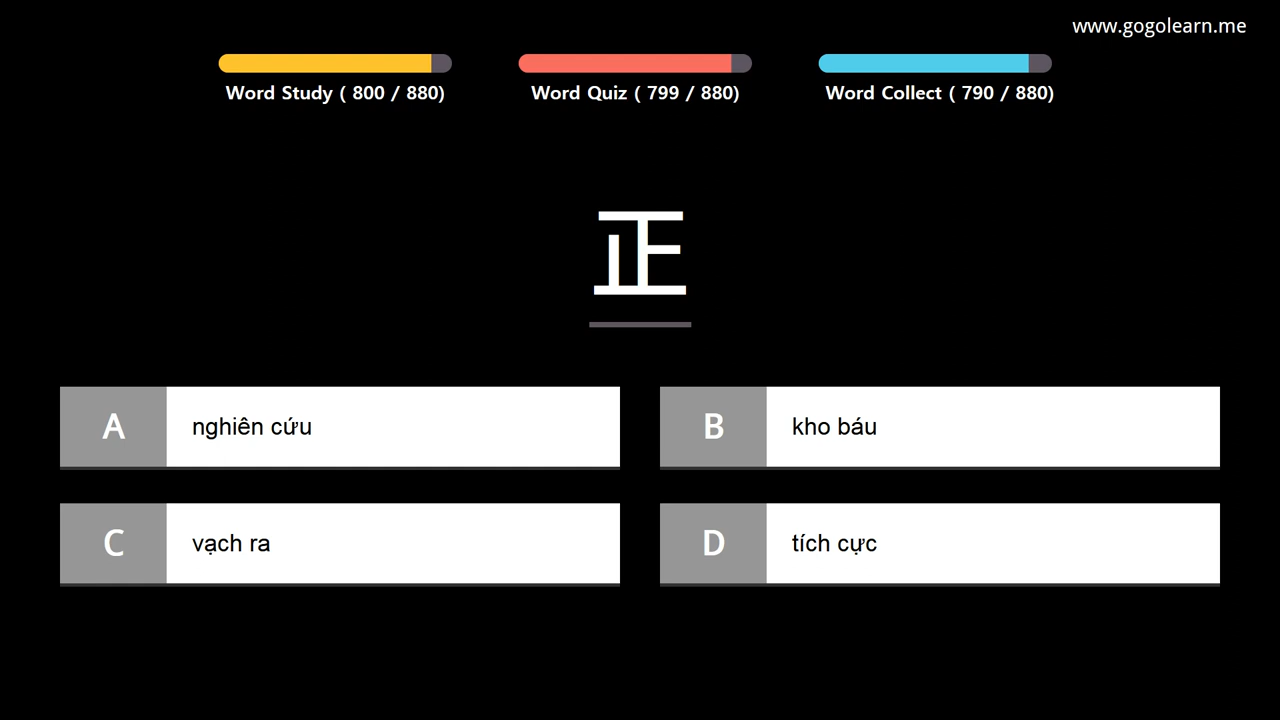 www.gogolearn.me
Word Study ( 800 / 880)
Word Quiz ( 799 / 880)
Word Collect ( 790 / 880)
正
A nghiên cứu
B kho báu
C vạch ra
D tích cực